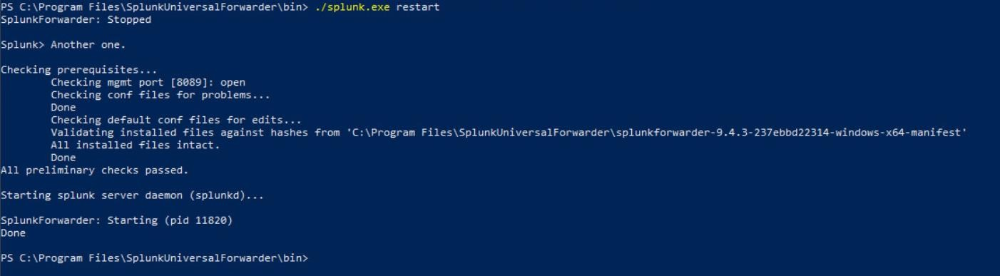 PS C:\Program Files\SplunkUniversalForwarder\bin> ./splunk.exe restart
SplunkForwarder: Stopped
Splunk> Another one.
Checking prerequisites...
Checking mgmt port [8089]: open
Checking conf files for problems...
Done
Checking default conf files for edits...
Validating installed files against hashes from 'C:\Program Files\SplunkUniversalForwarder\splunkforwarder-9.4.3-237ebbd22314-windows-x64-manifest'
All installed files intact.
Done
All preliminary checks passed.
Starting splunk server daemon (splunkd)...
SplunkForwarder: Starting (pid 11820)
Done
PS C:\Program Files\SplunkUniversalForwarder\bin>